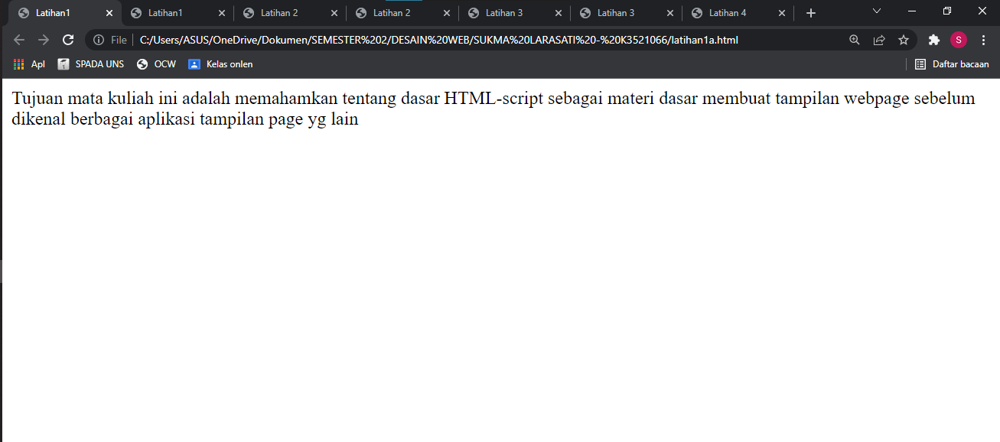 Latihan1 Latihan1 Latihan 2 Latihan 2 Latihan 3 Latihan 3 Latihan 4
File C:/Users/ASUS/OneDrive/Dokumen/SEMESTER%202/DESAIN%20WEB/SUKMA%20LARASATI%20-%20K3521066/latihan1a.html S
Apl SPADA UNS OCW Kelas onlen Daftar bacaan
Tujuan mata kuliah ini adalah memahamkan tentang dasar HTML-script sebagai materi dasar membuat tampilan webpage sebelum
dikenal berbagai aplikasi tampilan page yg lain